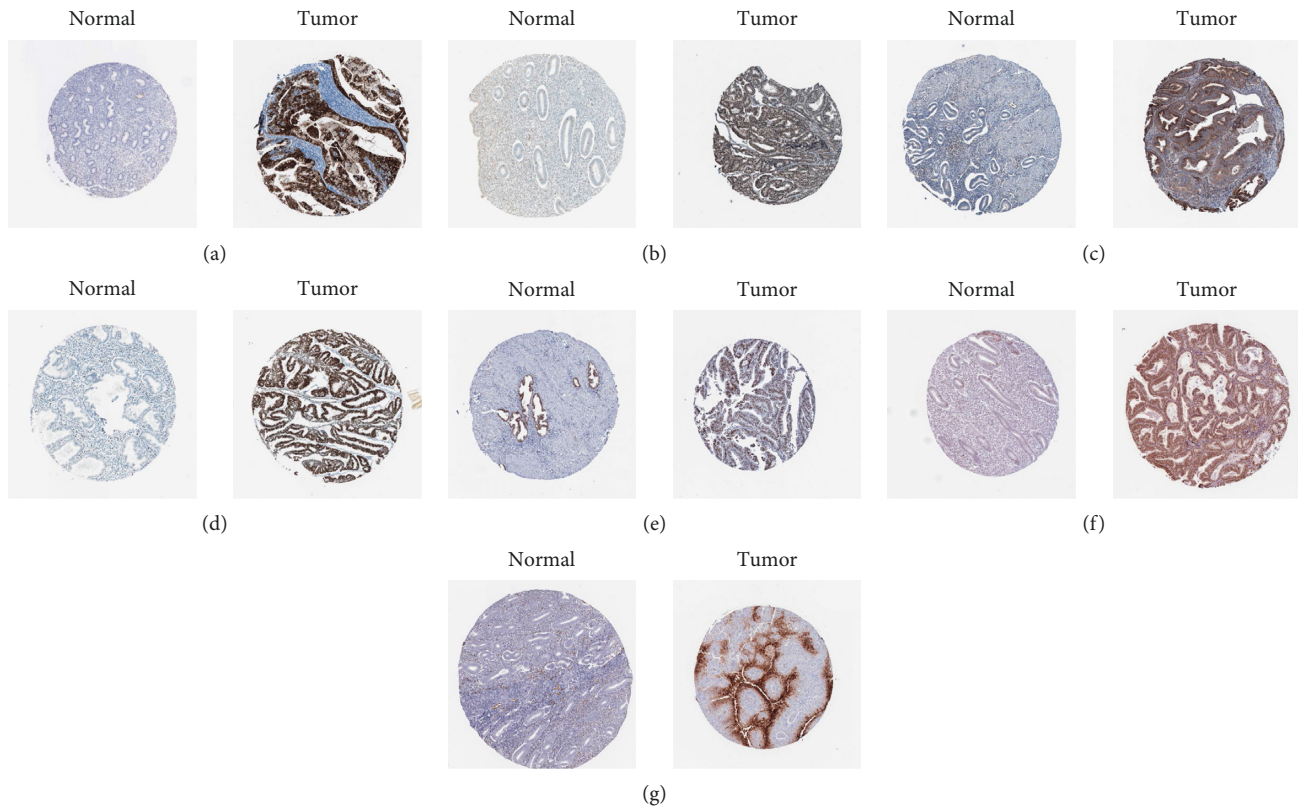 Normal Tumor Normal Tumor Normal Tumor
(a) (b) (c)
Normal Tumor Normal Tumor Normal Tumor
(d) (e) (f)
Normal Tumor
(g)